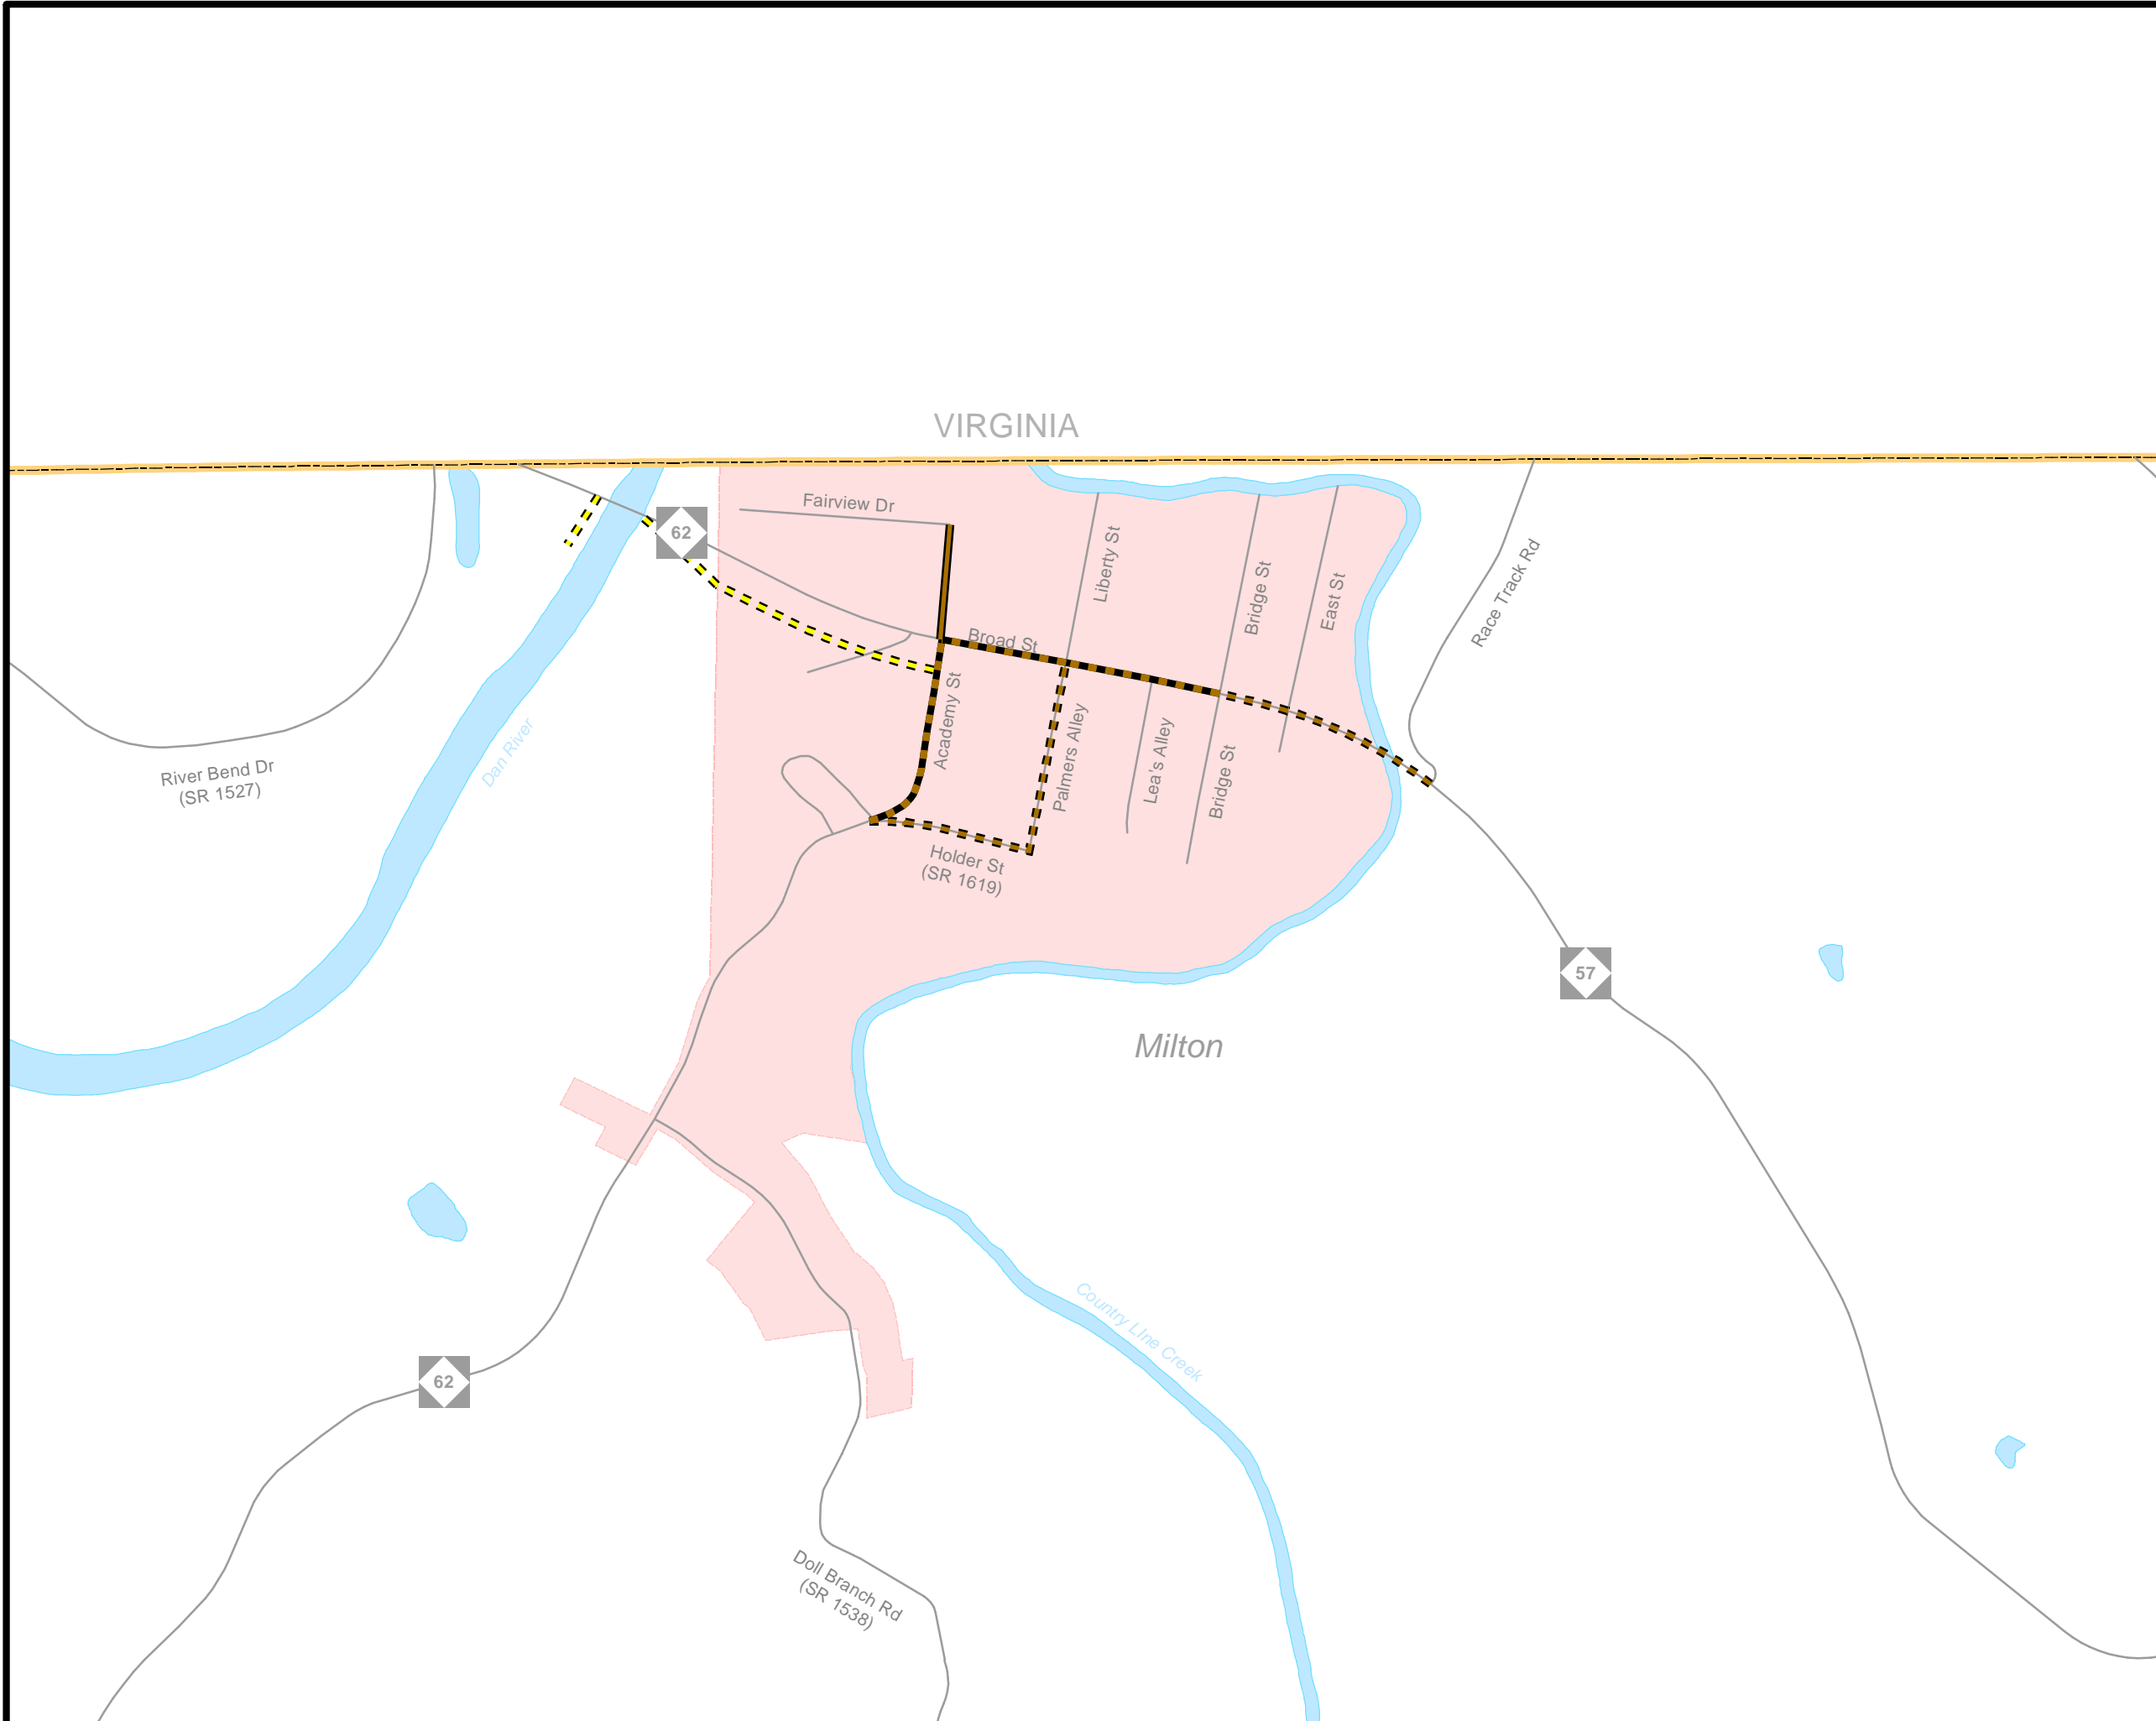 VIRGINIA
Fairview Dr
62
Liberty St
Bridge St
East St
Race Track Rd
Broad St
Academy St
Palmers Alley
Lea's Alley
Bridge St
Dan River
River Bend Dr
(SR 1527)
Holder St
(SR 1619)
57
Milton
Country LIne Creek
62
Doll Branch Rd
(SR 1538)